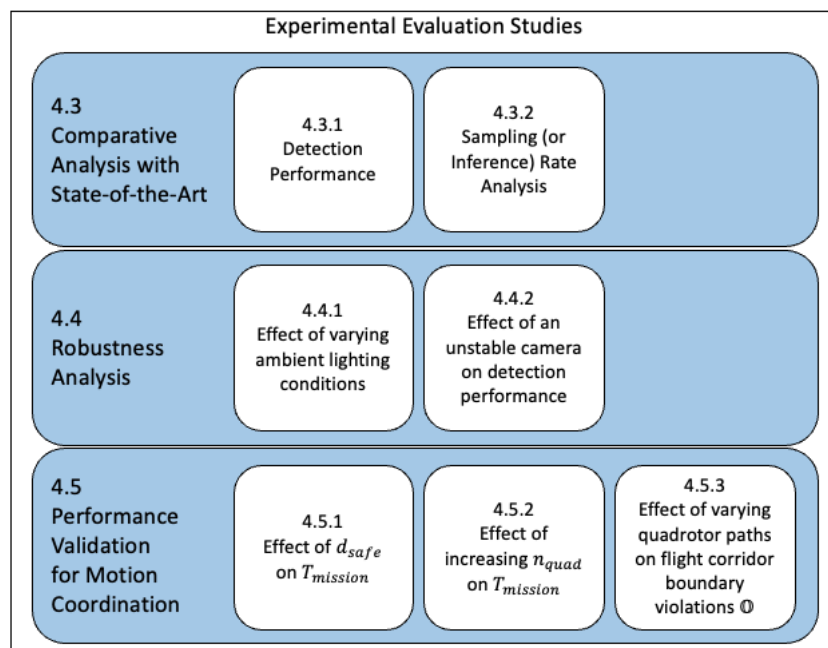 Experimental Evaluation Studies
4.3
Comparative
Analysis with
State-of-the-Art
4.3.1
Detection
Performance
4.3.2
Sampling (or
Inference) Rate
Analysis
4.4
Robustness
Analysis
4.4.1
Effect of varying
ambient lighting
conditions
4.4.2
Effect of an
unstable camera
on detection
performance
4.5
Performance
Validation
for Motion
Coordination
4.5.1
Effect of d_safe
on T_mission
4.5.2
Effect of
increasing n_quad
on T_mission
4.5.3
Effect of varying
quadrotor paths
on flight corridor
boundary
violations 𝕆